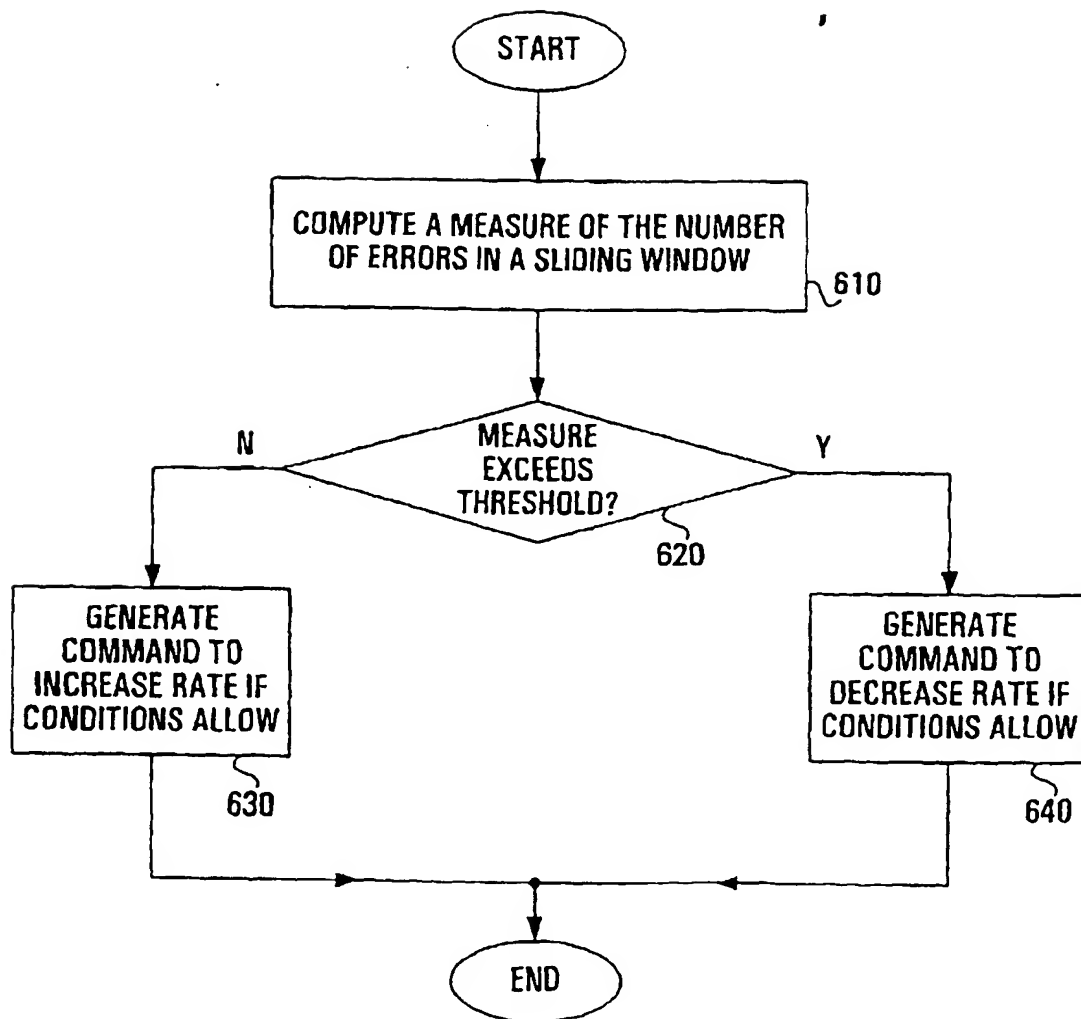 START
COMPUTE A MEASURE OF THE NUMBER
OF ERRORS IN A SLIDING WINDOW
610
MEASURE
EXCEEDS
THRESHOLD?
N
Y
620
GENERATE
COMMAND TO
INCREASE RATE IF
CONDITIONS ALLOW
630
GENERATE
COMMAND TO
DECREASE RATE IF
CONDITIONS ALLOW
640
END